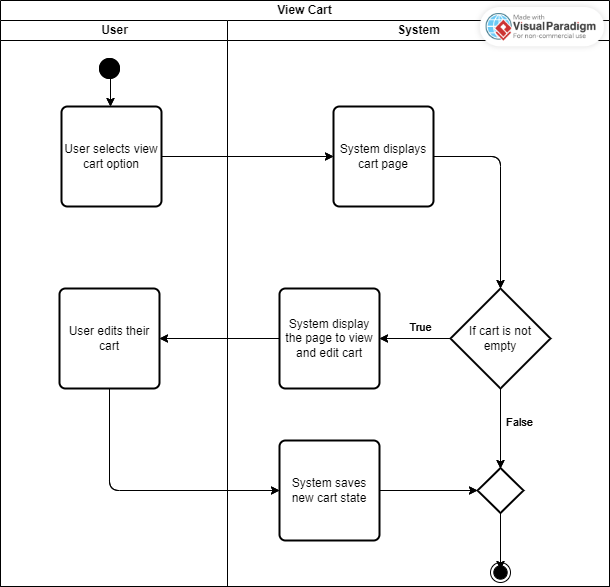 View Cart
User
System
Made with
VisualParadigm
For non-commercial use
User selects view
cart option
System displays
cart page
User edits their
cart
System display
the page to view
and edit cart
True
If cart is not
empty
False
System saves
new cart state